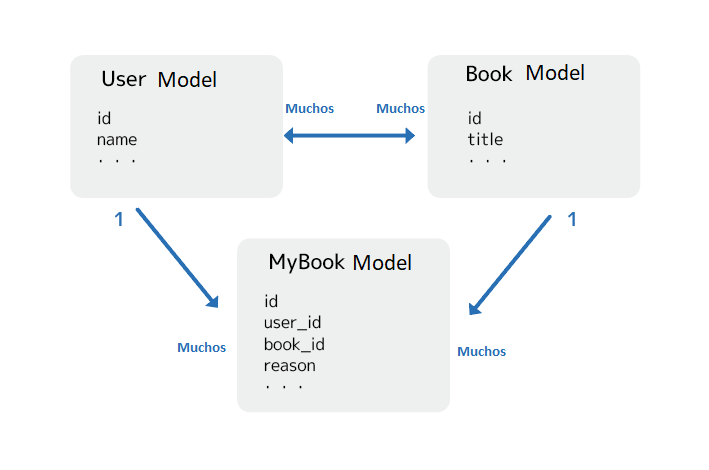 User Model
id
name
. . .
Muchos
Muchos
Book Model
id
title
. . .
1
1
MyBook Model
id
user_id
book_id
reason
. . .
Muchos
Muchos